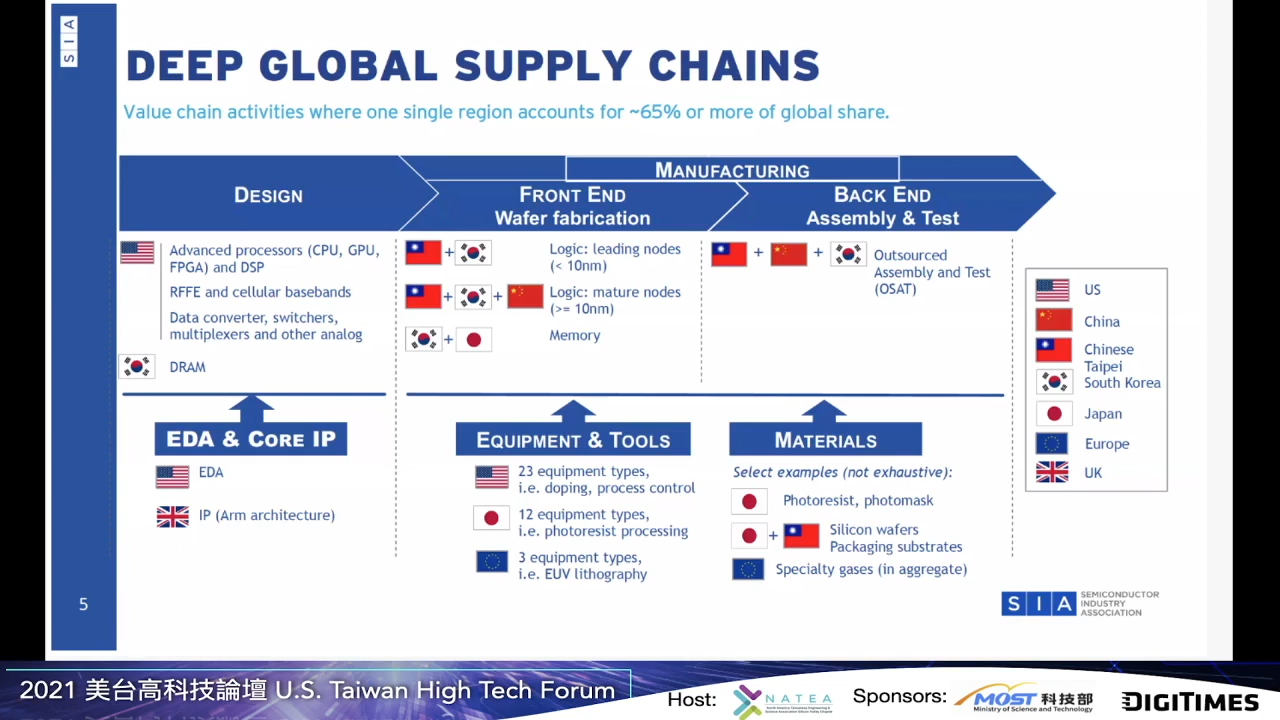 SIA
DEEP GLOBAL SUPPLY CHAINS
Value chain activities where one single region accounts for ~65% or more of global share.
MANUFACTURING
DESIGN
FRONT END
Wafer fabrication
BACK END
Assembly & Test
Advanced processors (CPU, GPU,
FPGA) and DSP
RFFE and cellular basebands
Data converter, switchers,
multiplexers and other analog
DRAM
+
Logic: leading nodes
(< 10nm)
+ +
Logic: mature nodes
(>= 10nm)
+
Memory
+ +
Outsourced
Assembly and Test
(OSAT)
US
China
Chinese
Taipei
South Korea
Japan
Europe
UK
EDA & CORE IP
EDA
IP (Arm architecture)
EQUIPMENT & TOOLS
23 equipment types,
i.e. doping, process control
12 equipment types,
i.e. photoresist processing
3 equipment types,
i.e. EUV lithography
MATERIALS
Select examples (not exhaustive):
Photoresist, photomask
+
Silicon wafers
Packaging substrates
Specialty gases (in aggregate)
5
SIA
SEMICONDUCTOR
INDUSTRY
ASSOCIATION
2021 美台高科技論壇 U.S. Taiwan High Tech Forum
Host:
NATEA
Sponsors:
MOST 科技部
Ministry of Science and Technology
DIGITIMES